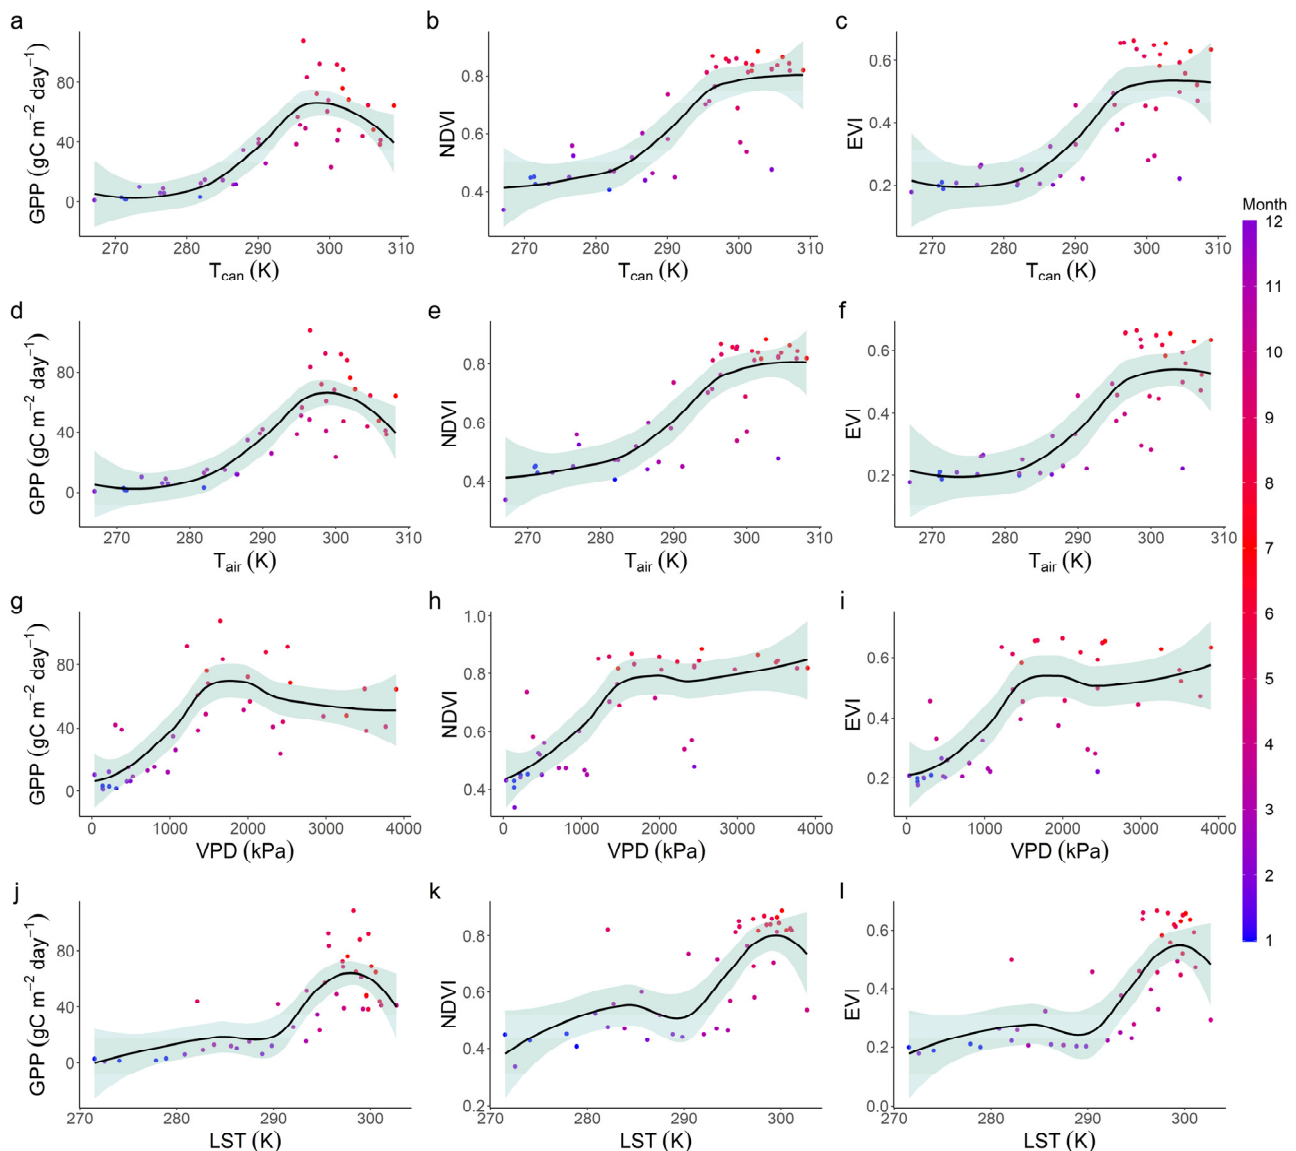 a
b
c
GPP (gC m⁻² day⁻¹)
80
40
0
270
280
290
300
310
T_can (K)
NDVI
0.8
0.6
0.4
270
280
290
300
310
T_can (K)
EVI
0.6
0.4
0.2
270
280
290
300
310
T_can (K)
d
e
f
GPP (gC m⁻² day⁻¹)
80
40
0
270
280
290
300
310
T_air (K)
NDVI
0.8
0.6
0.4
270
280
290
300
310
T_air (K)
EVI
0.6
0.4
0.2
270
280
290
300
310
T_air (K)
g
h
i
GPP (gC m⁻² day⁻¹)
80
40
0
0
1000
2000
3000
4000
VPD (kPa)
NDVI
1.0
0.8
0.6
0.4
0
1000
2000
3000
4000
VPD (kPa)
EVI
0.6
0.4
0.2
0
1000
2000
3000
4000
VPD (kPa)
j
k
l
GPP (gC m⁻² day⁻¹)
80
40
0
270
280
290
300
LST (K)
NDVI
0.8
0.6
0.4
0.2
270
280
290
300
LST (K)
EVI
0.6
0.4
0.2
0.0
270
280
290
300
LST (K)
Month
12
11
10
9
8
7
6
5
4
3
2
1